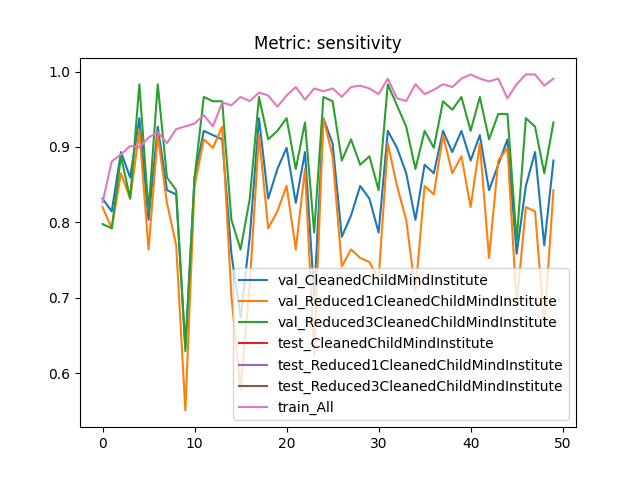 Metric: sensitivity
1.0
0.9
0.8
0.7
0.6
0
10
20
30
40
50
val_CleanedChildMindInstitute
val_Reduced1CleanedChildMindInstitute
val_Reduced3CleanedChildMindInstitute
test_CleanedChildMindInstitute
test_Reduced1CleanedChildMindInstitute
test_Reduced3CleanedChildMindInstitute
train_All